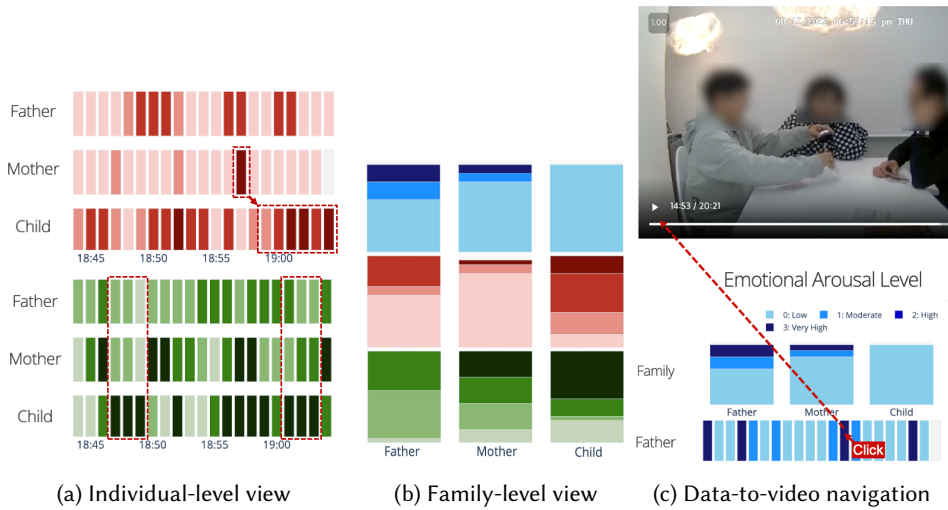 Father
Mother
Child
18:45 18:50 18:55 19:00
Father
Mother
Child
18:45 18:50 18:55 19:00
(a) Individual-level view
Father Mother Child
(b) Family-level view
1.00
PM THU
14:53 / 20:21
Emotional Arousal Level
0: Low 1: Moderate 2: High
3: Very High
Family
Father Mother Child
Father
Click
(c) Data-to-video navigation